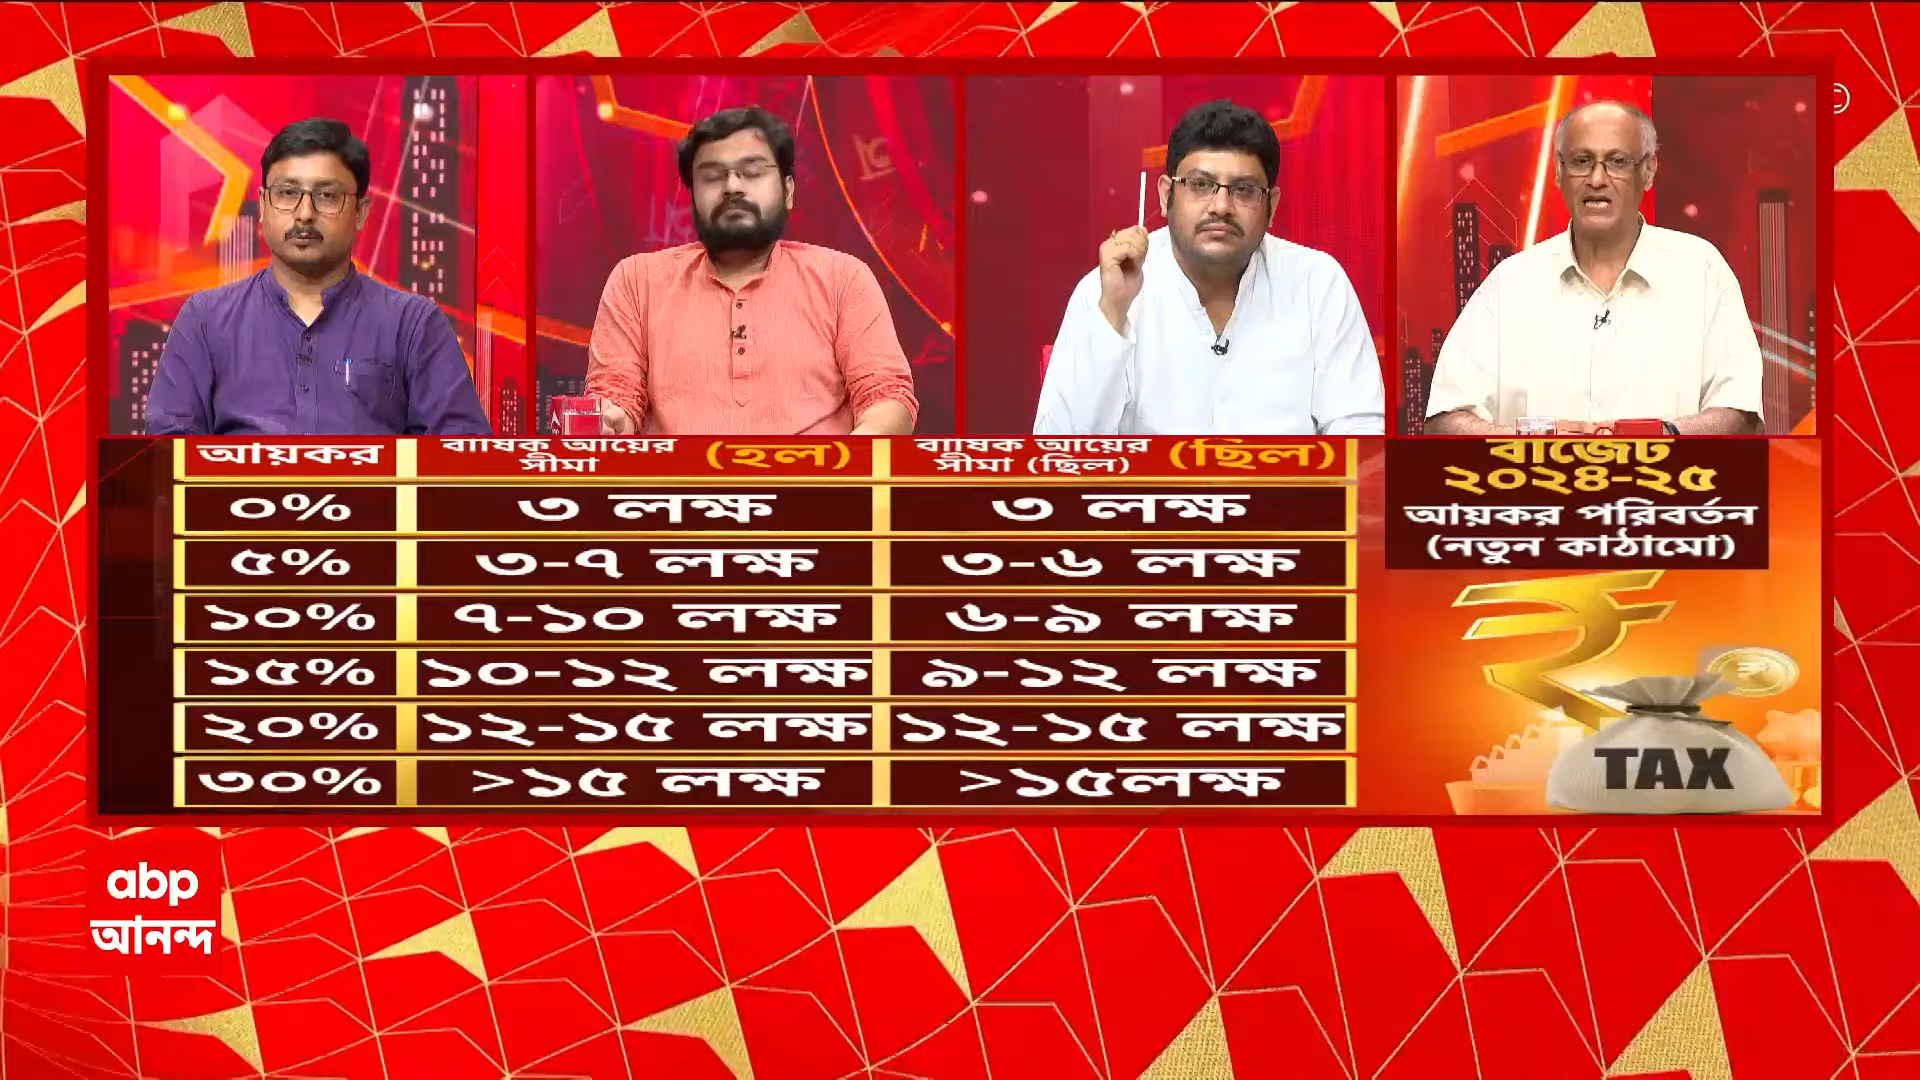 আয়কর
বার্ষিক আয়ের
সীমা
(হল)
বার্ষিক আয়ের
সীমা (ছিল)
(ছিল)
০%
৩ লক্ষ
৩ লক্ষ
৫%
৩-৭ লক্ষ
৩-৬ লক্ষ
১০%
৭-১০ লক্ষ
৬-৯ লক্ষ
১৫%
১০-১২ লক্ষ
৯-১২ লক্ষ
২০%
১২-১৫ লক্ষ
১২-১৫ লক্ষ
৩০%
>১৫ লক্ষ
>১৫লক্ষ
বাজেট
২০২৪-২৫
আয়কর পরিবর্তন
(নতুন কাঠামো)
TAX
abp
আনন্দ